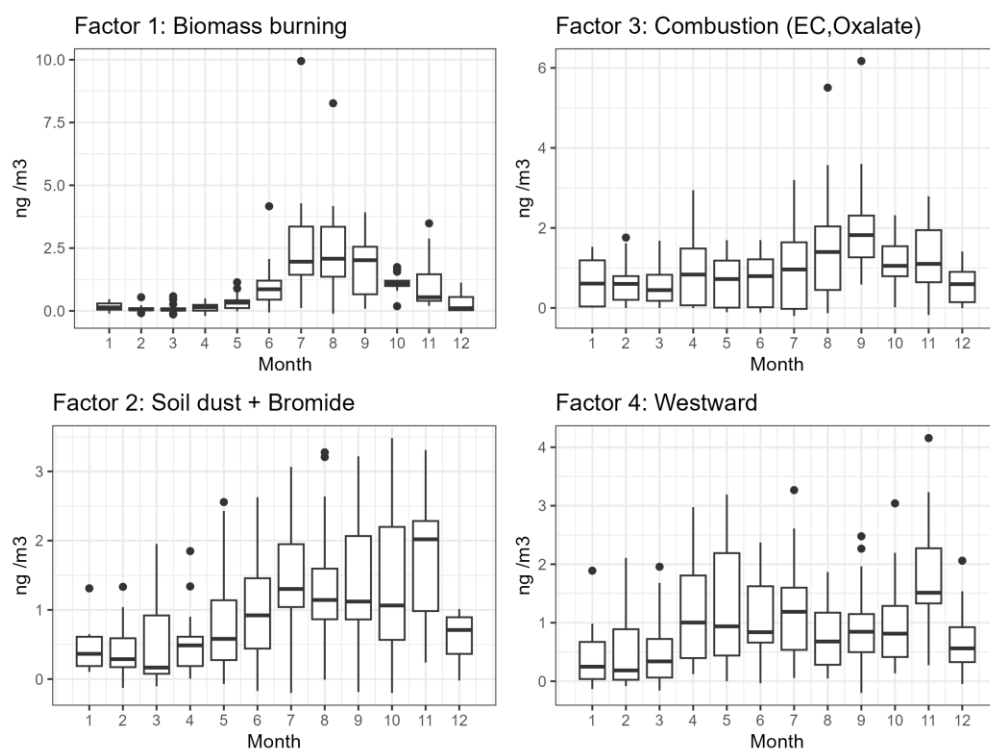 Factor 1: Biomass burning
10.0
7.5
5.0
2.5
0.0
ng /m3
1 2 3 4 5 6 7 8 9 10 11 12
Month
Factor 3: Combustion (EC,Oxalate)
6
4
2
0
ng /m3
1 2 3 4 5 6 7 8 9 10 11 12
Month
Factor 2: Soil dust + Bromide
3
2
1
0
ng /m3
1 2 3 4 5 6 7 8 9 10 11 12
Month
Factor 4: Westward
4
3
2
1
0
ng /m3
1 2 3 4 5 6 7 8 9 10 11 12
Month